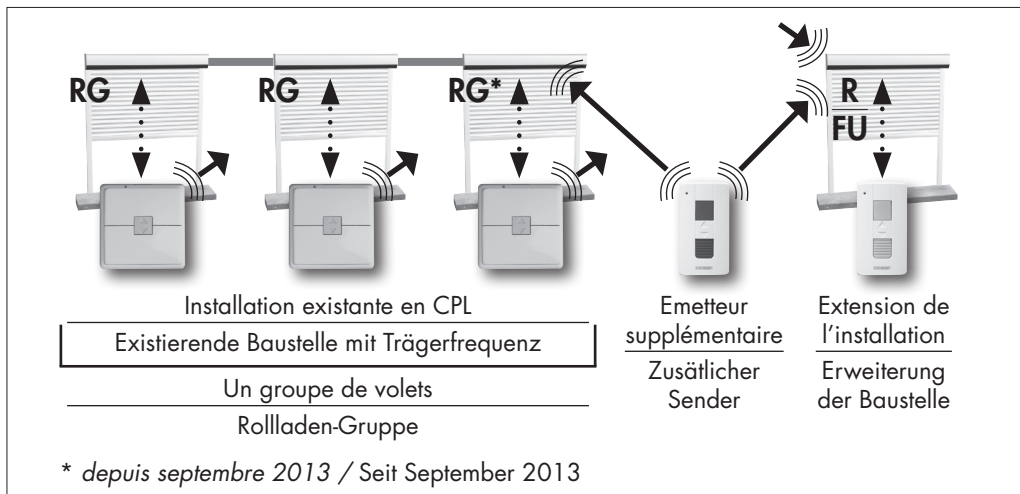 RG
RG
RG*
R
FU
Installation existante en CPL
Existierende Baustelle mit Trägerfrequenz
Un groupe de volets
Rollladen-Gruppe
Emetteur
supplémentaire
Zusätlicher
Sender
Extension de
l'installation
Erweiterung
der Baustelle
* depuis septembre 2013 / Seit September 2013